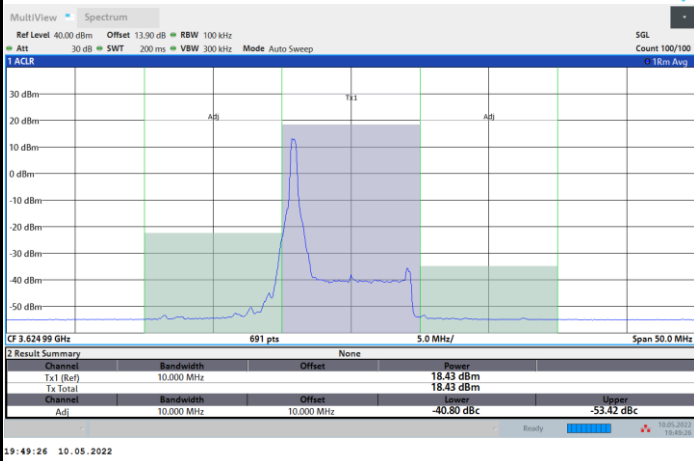 MultiView Spectrum
Ref Level 40.00 dBm Offset 13.90 dB RBW 100 kHz SGL
Att 30 dB SWT 200 ms VBW 300 kHz Mode Auto Sweep Count 100/100
1 ACLR 1Rm Avg
30 dBm
Tx1
20 dBm
Adj Adj
10 dBm
0 dBm
-10 dBm
-20 dBm
-30 dBm
-40 dBm
-50 dBm
CF 3.624 99 GHz 691 pts 5.0 MHz/ Span 50.0 MHz
2 Result Summary None
Channel Bandwidth Offset Power
Tx1 (Ref) 10.000 MHz 18.43 dBm
Tx Total 18.43 dBm
Channel Bandwidth Offset Lower Upper
Adj 10.000 MHz 10.000 MHz -40.80 dBc -53.42 dBc
Ready 10.05.2022
19:49:26
19:49:26 10.05.2022